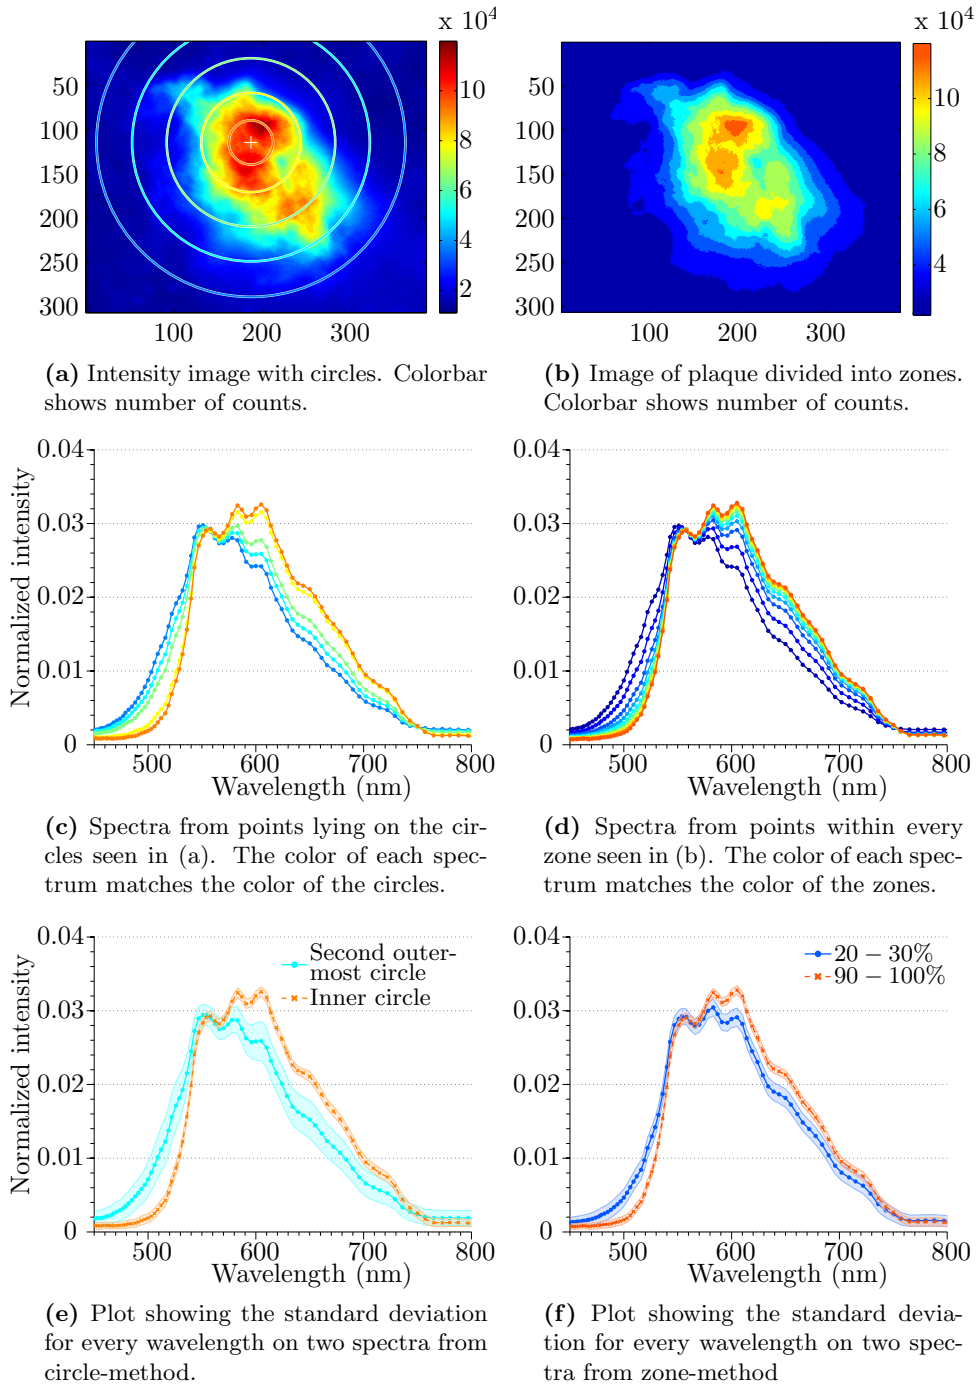 x 10⁴
50
100
150
200
250
300
100 200 300
10
8
6
4
2
x 10⁴
50
100
150
200
250
300
100 200 300
10
8
6
4
(a) Intensity image with circles. Colorbar
shows number of counts.
(b) Image of plaque divided into zones.
Colorbar shows number of counts.
Normalized intensity
0.04
0.03
0.02
0.01
0
500 600 700 800
Wavelength (nm)
0.04
0.03
0.02
0.01
0
500 600 700 800
Wavelength (nm)
(c) Spectra from points lying on the cir-
cles seen in (a). The color of each spec-
trum matches the color of the circles.
(d) Spectra from points within every
zone seen in (b). The color of each spec-
trum matches the color of the zones.
Normalized intensity
0.04
0.03
0.02
0.01
0
Second outer-
most circle
Inner circle
500 600 700 800
Wavelength (nm)
0.04
0.03
0.02
0.01
0
20 − 30%
90 − 100%
500 600 700 800
Wavelength (nm)
(e) Plot showing the standard deviation
for every wavelength on two spectra from
circle-method.
(f) Plot showing the standard devia-
tion for every wavelength on two spec-
tra from zone-method